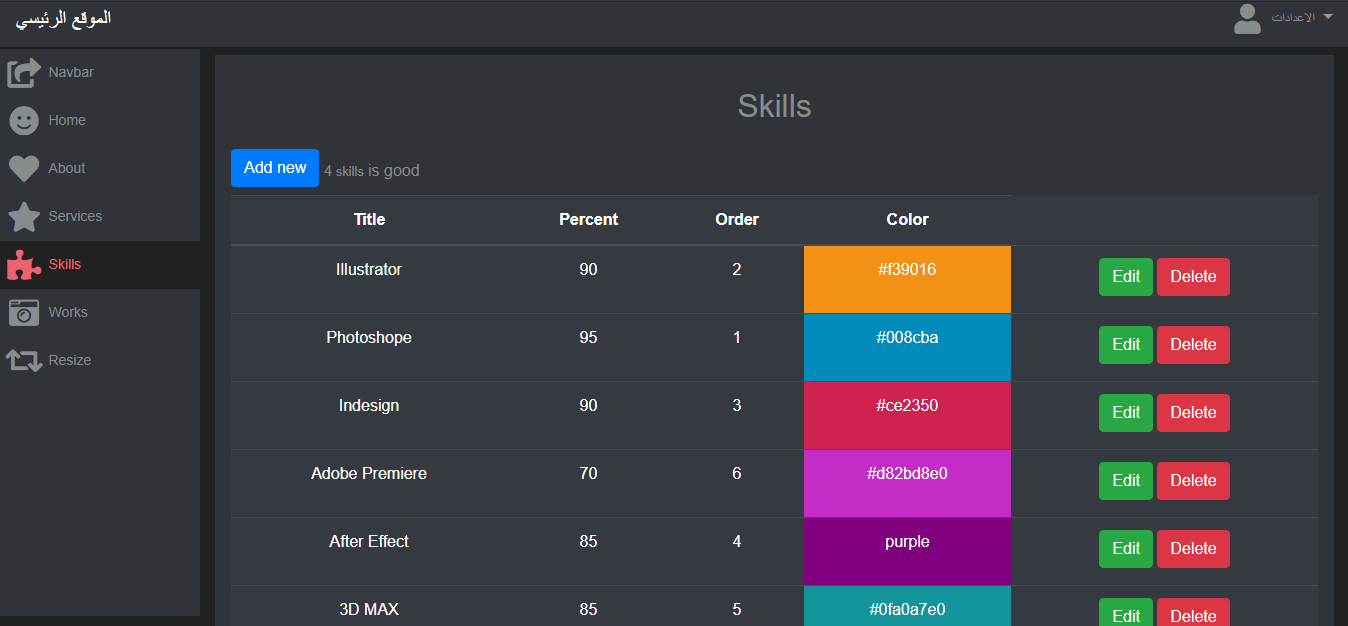 الموقع الرئيسي
الاعدادات
Navbar
Home
About
Services
Skills
Works
Resize
Skills
Add new 4 skills is good
Title Percent Order Color
Illustrator 90 2 #f39016 Edit Delete
Photoshope 95 1 #008cba Edit Delete
Indesign 90 3 #ce2350 Edit Delete
Adobe Premiere 70 6 #d82bd8e0 Edit Delete
After Effect 85 4 purple Edit Delete
3D MAX 85 5 #0fa0a7e0 Edit Delete